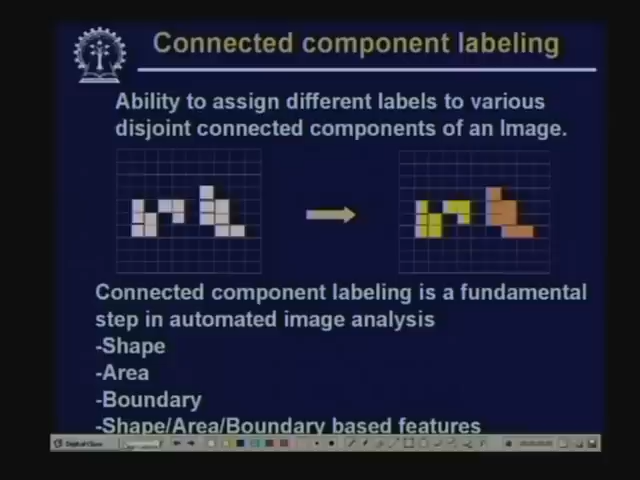 Connected component labeling
Ability to assign different labels to various
disjoint connected components of an Image.
Connected component labeling is a fundamental
step in automated image analysis
-Shape
-Area
-Boundary
-Shape/Area/Boundary based features